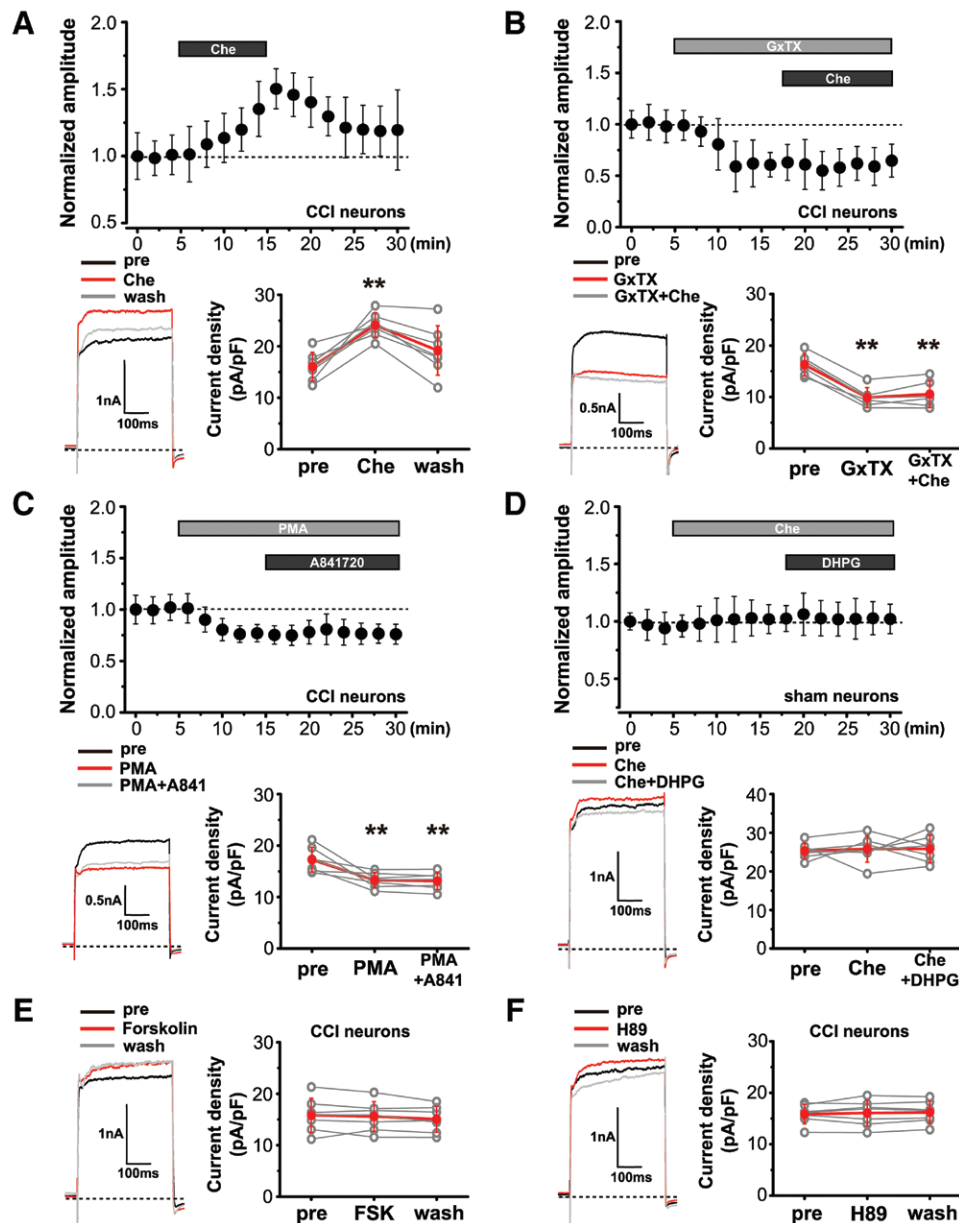 A
Normalized amplitude
2.0
1.5
1.0
0.5
Che
CCI neurons
0 5 10 15 20 25 30 (min)
pre
Che
wash
1nA
100ms
Current density
(pA/pF)
30
20
10
0
**
pre Che wash
B
Normalized amplitude
2.0
1.5
1.0
0.5
0.0
GxTX
Che
CCI neurons
0 5 10 15 20 25 30 (min)
pre
GxTX
GxTX+Che
0.5nA
100ms
Current density
(pA/pF)
30
20
10
0
** **
pre GxTX GxTX
+Che
C
Normalized amplitude
2.0
1.5
1.0
0.5
0.0
PMA
A841720
CCI neurons
0 5 10 15 20 25 30 (min)
pre
PMA
PMA+A841
0.5nA
100ms
Current density
(pA/pF)
30
20
10
0
** **
pre PMA PMA
+A841
D
Normalized amplitude
2.0
1.5
1.0
0.5
Che
DHPG
sham neurons
0 5 10 15 20 25 30 (min)
pre
Che
Che+DHPG
1nA
100ms
Current density
(pA/pF)
40
30
20
10
0
pre Che Che
+DHPG
E
pre
Forskolin
wash
1nA
100ms
CCI neurons
Current density
(pA/pF)
30
20
10
0
pre FSK wash
F
pre
H89
wash
1nA
100ms
CCI neurons
Current density
(pA/pF)
30
20
10
0
pre H89 wash